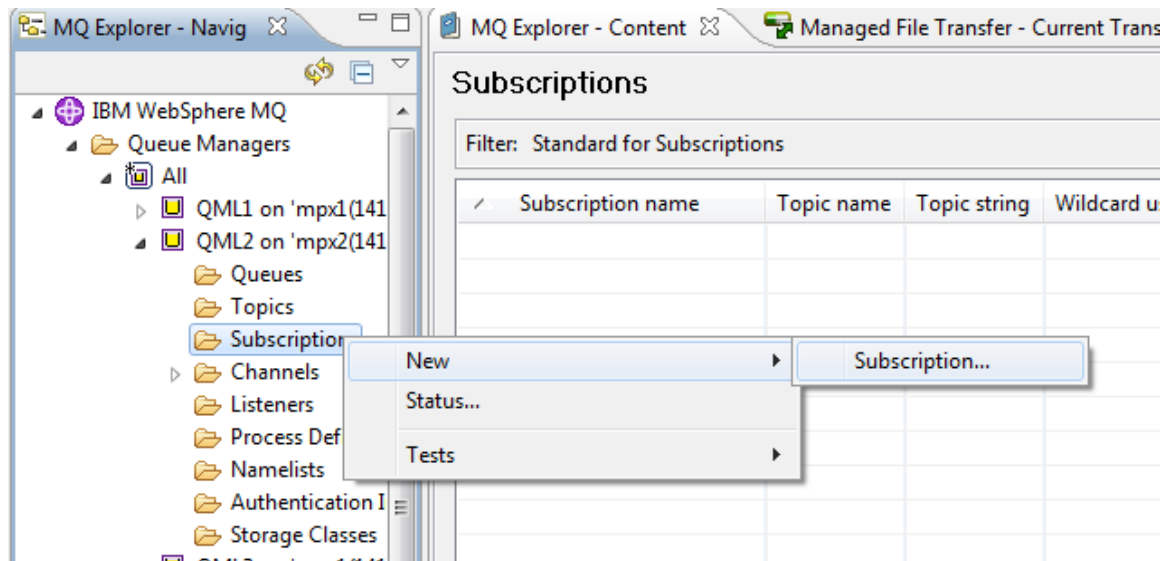 MQ Explorer - Navig
IBM WebSphere MQ
Queue Managers
All
QML1 on 'mpx1(141
QML2 on 'mpx2(141
Queues
Topics
Subscription
Channels
Listeners
Process Def
Namelists
Authentication I
Storage Classes
MQ Explorer - Content
Managed File Transfer - Current Trans
Subscriptions
Filter: Standard for Subscriptions
Subscription name Topic name Topic string Wildcard u
New
Status...
Tests
Subscription...